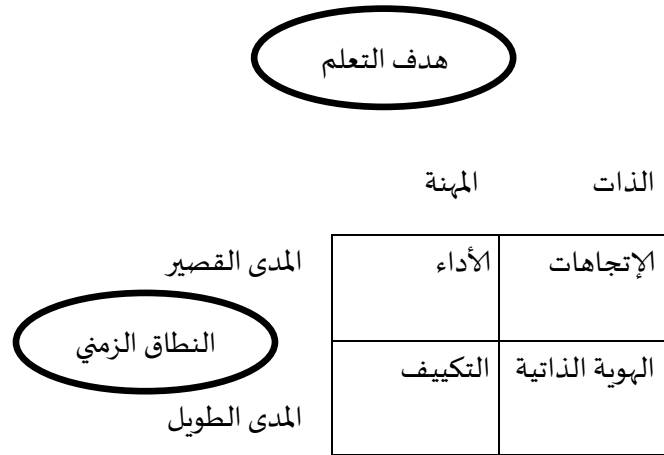 هدف التعلم
الذات المهنة
الإتجاهات الأداء المدى القصير
النطاق الزمني
الهوية الذاتية التكييف
المدى الطويل